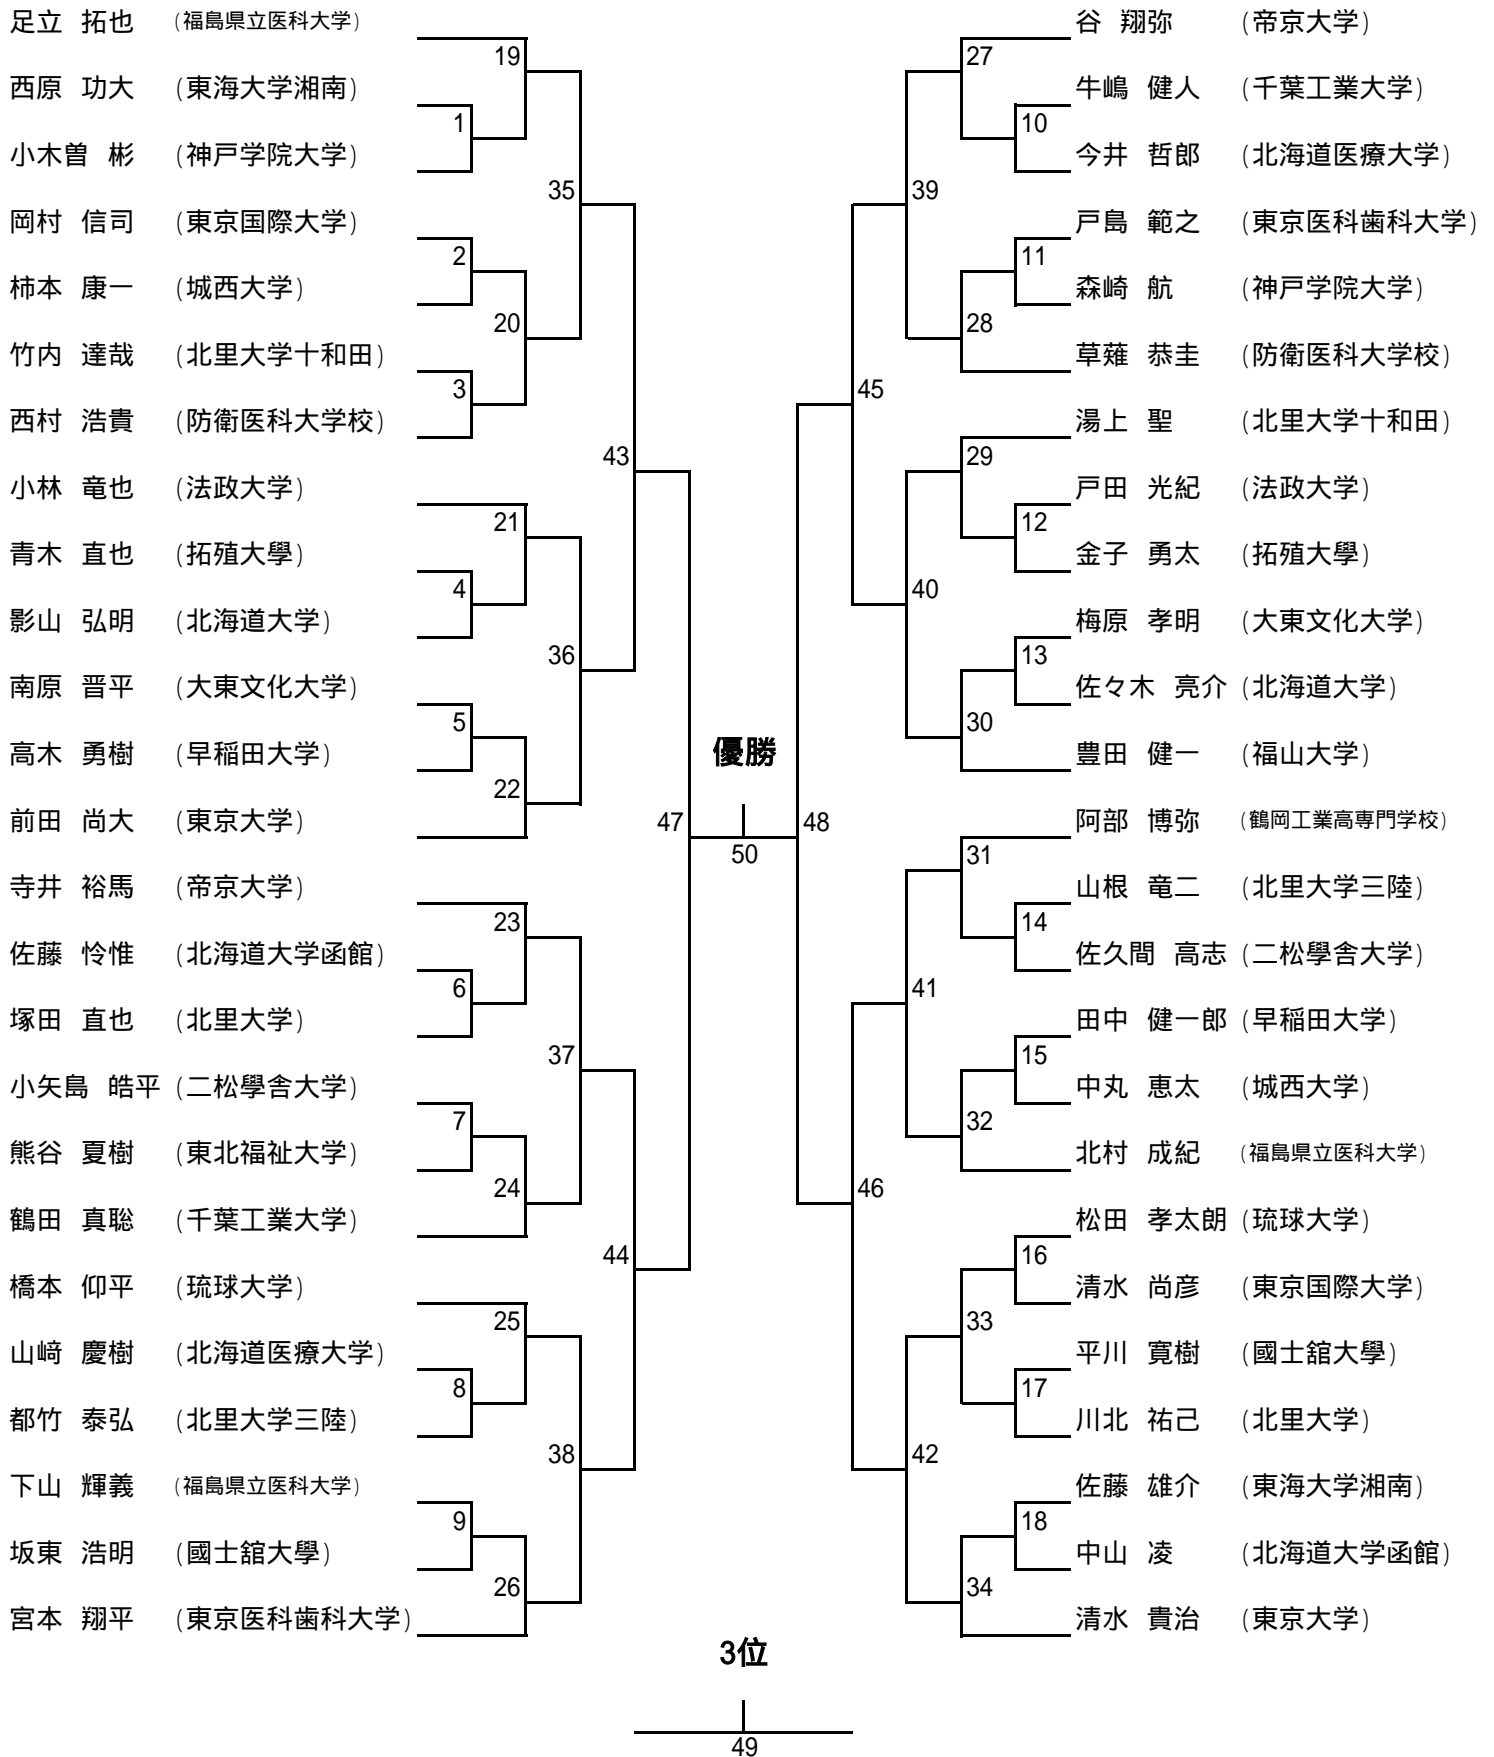 足立 拓也 (福島県立医科大学)
19
西原 功大 (東海大学湘南)
1
小木曽 彬 (神戸学院大学)
35
岡村 信司 (東京国際大学)
2
柿本 康一 (城西大学)
20
竹内 達哉 (北里大学十和田)
3
西村 浩貴 (防衛医科大学校)
43
小林 竜也 (法政大学)
21
青木 直也 (拓殖大學)
4
影山 弘明 (北海道大学)
36
南原 晋平 (大東文化大学)
5
高木 勇樹 (早稲田大学)
22
前田 尚大 (東京大学)
47
寺井 裕馬 (帝京大学)
23
佐藤 怜惟 (北海道大学函館)
6
塚田 直也 (北里大学)
37
小矢島 皓平 (二松學舎大学)
7
熊谷 夏樹 (東北福祉大学)
24
鶴田 真聡 (千葉工業大学)
44
橋本 仰平 (琉球大学)
25
山﨑 慶樹 (北海道医療大学)
8
都竹 泰弘 (北里大学三陸)
38
下山 輝義 (福島県立医科大学)
9
坂東 浩明 (國士舘大學)
26
宮本 翔平 (東京医科歯科大学)
優勝
50
3位
49
谷 翔弥 (帝京大学)
27
牛嶋 健人 (千葉工業大学)
10
今井 哲郎 (北海道医療大学)
39
戸島 範之 (東京医科歯科大学)
11
森崎 航 (神戸学院大学)
28
草薙 恭圭 (防衛医科大学校)
45
湯上 聖 (北里大学十和田)
29
戸田 光紀 (法政大学)
12
金子 勇太 (拓殖大學)
40
梅原 孝明 (大東文化大学)
13
佐々木 亮介 (北海道大学)
30
豊田 健一 (福山大学)
48
阿部 博弥 (鶴岡工業高専門学校)
31
山根 竜二 (北里大学三陸)
14
佐久間 高志 (二松學舎大学)
41
田中 健一郎 (早稲田大学)
15
中丸 恵太 (城西大学)
32
北村 成紀 (福島県立医科大学)
46
松田 孝太朗 (琉球大学)
16
清水 尚彦 (東京国際大学)
33
平川 寛樹 (國士舘大學)
17
川北 祐己 (北里大学)
42
佐藤 雄介 (東海大学湘南)
18
中山 凌 (北海道大学函館)
34
清水 貴治 (東京大学)